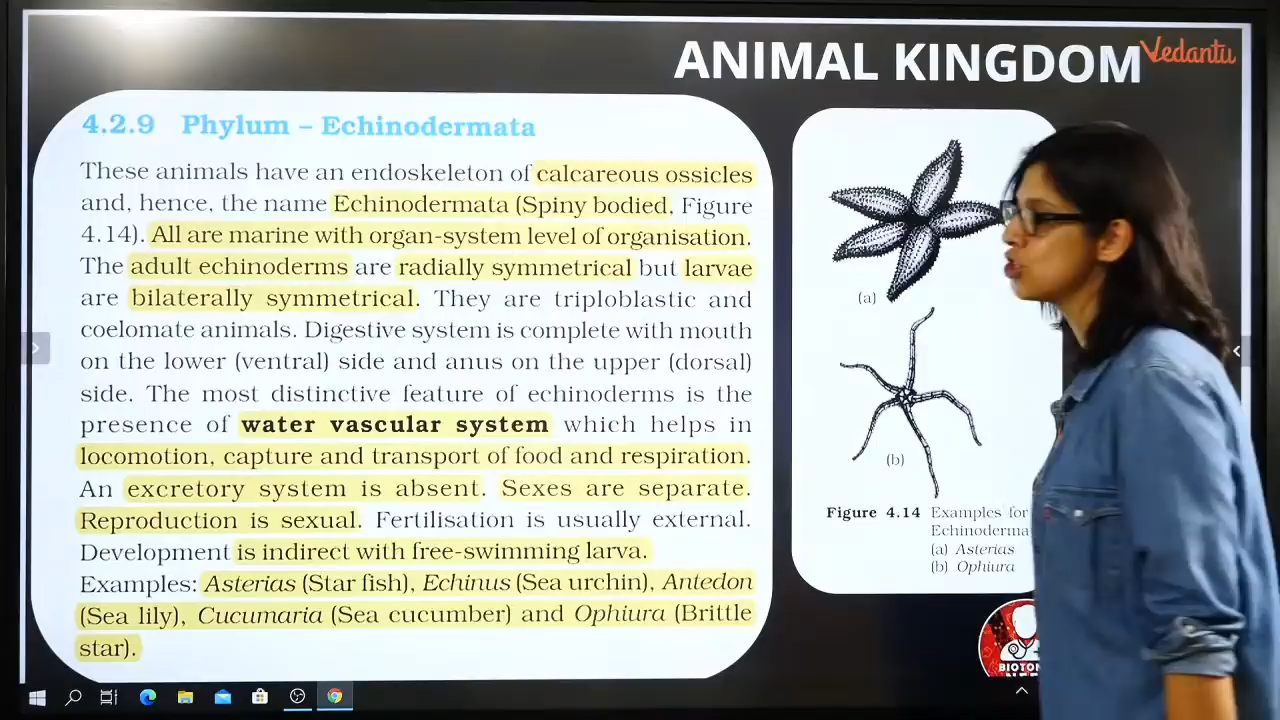 ANIMAL KINGDOM
Vedantu
4.2.9 Phylum – Echinodermata
These animals have an endoskeleton of calcareous ossicles
and, hence, the name Echinodermata (Spiny bodied, Figure
4.14). All are marine with organ-system level of organisation.
The adult echinoderms are radially symmetrical but larvae
are bilaterally symmetrical. They are triploblastic and
coelomate animals. Digestive system is complete with mouth
on the lower (ventral) side and anus on the upper (dorsal)
side. The most distinctive feature of echinoderms is the
presence of water vascular system which helps in
locomotion, capture and transport of food and respiration.
An excretory system is absent. Sexes are separate.
Reproduction is sexual. Fertilisation is usually external.
Development is indirect with free-swimming larva.
Examples: Asterias (Star fish), Echinus (Sea urchin), Antedon
(Sea lily), Cucumaria (Sea cucumber) and Ophiura (Brittle
star).
(a)
(b)
Figure 4.14 Examples for
Echinoderma
(a) Asterias
(b) Ophiura